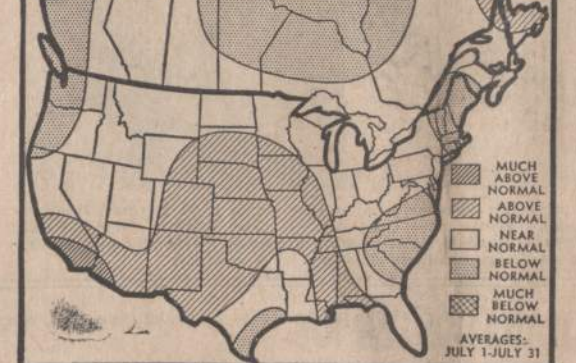 MUCH
ABOVE
NORMAL
ABOVE
NORMAL
NEAR
NORMAL
BELOW
NORMAL
MUCH
BELOW
NORMAL
AVERAGES:
JULY 1-JULY 31